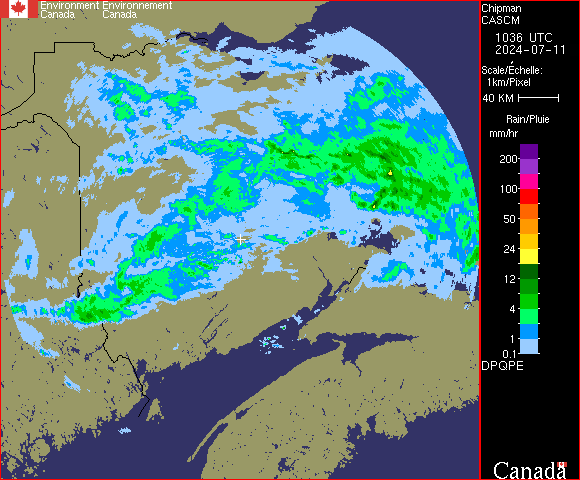 Environment Environnement
Canada Canada
Chipman
CASCM
1036 UTC
2024-07-11
Scale/Échelle:
1km/Pixel
40 KM
Rain/Pluie
mm/hr
200
100
50
24
12
4
1
0.1
DPQPE
Canada